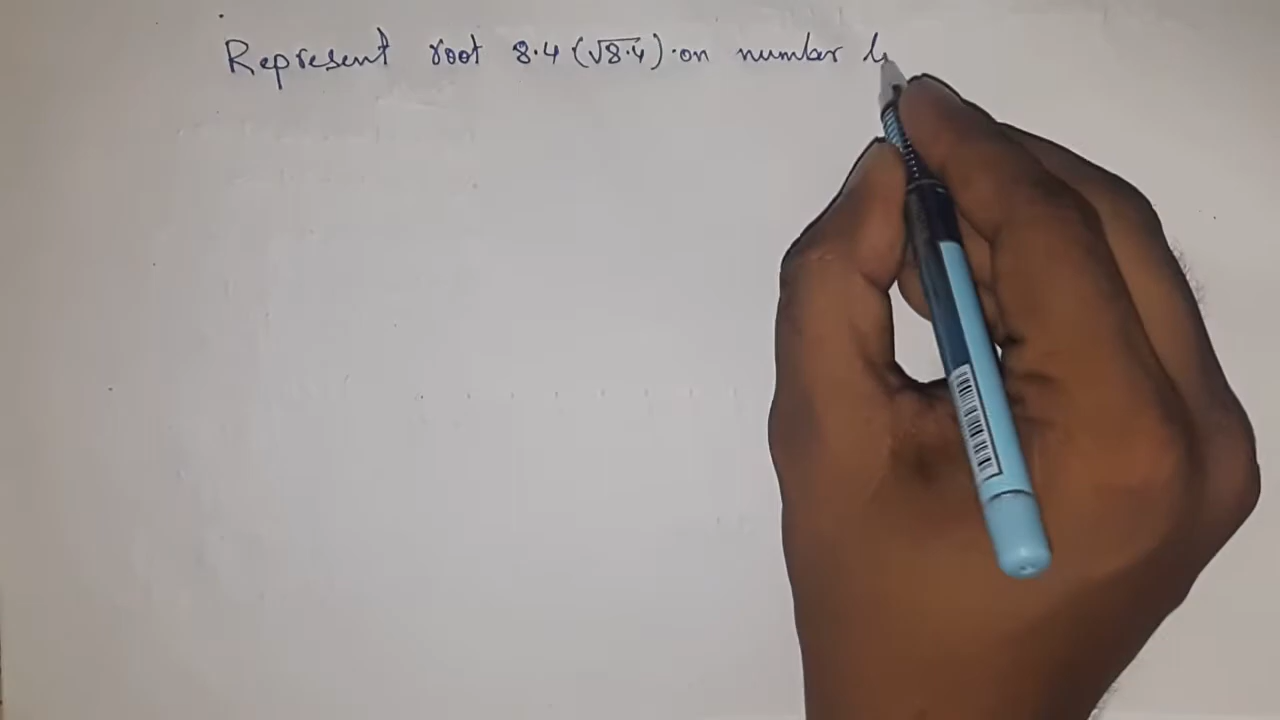 Represent root 8.4 (√8.4) on number